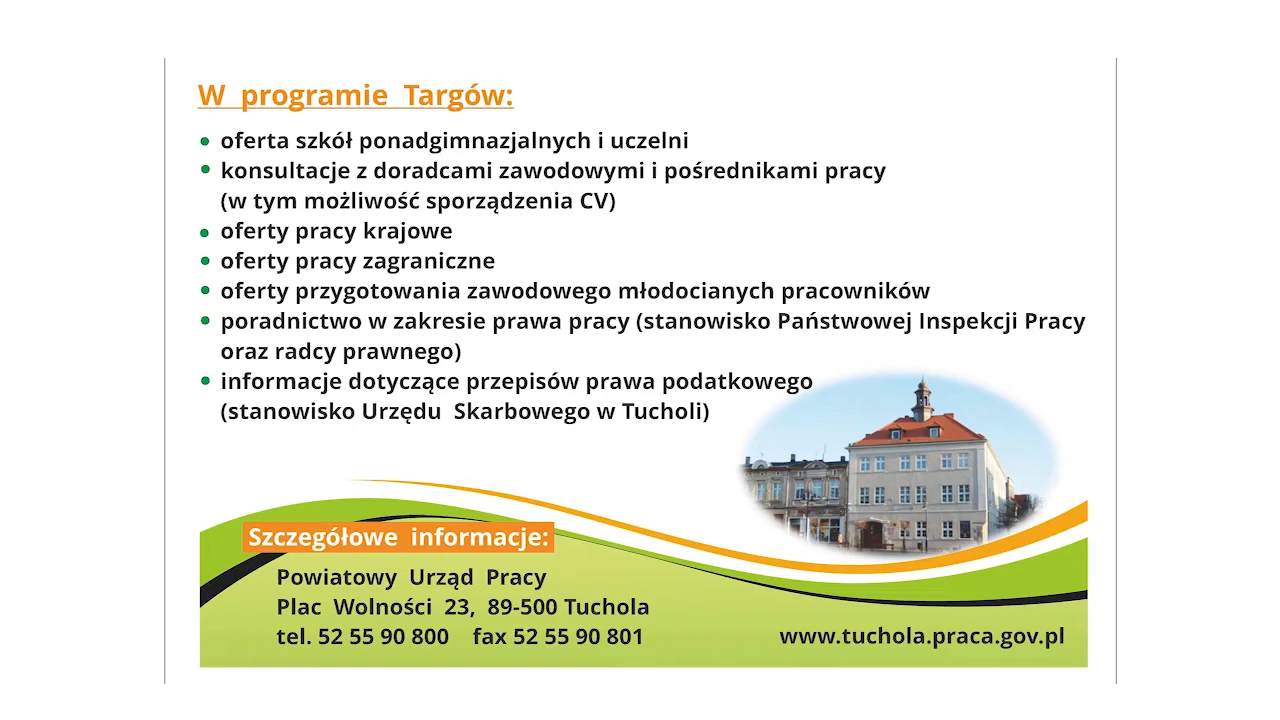 W programie Targów:
• oferta szkół ponadgimnazjalnych i uczelni
• konsultacje z doradcami zawodowymi i pośrednikami pracy
(w tym możliwość sporządzenia CV)
• oferty pracy krajowe
• oferty pracy zagraniczne
• oferty przygotowania zawodowego młodocianych pracowników
• poradnictwo w zakresie prawa pracy (stanowisko Państwowej Inspekcji Pracy
oraz radcy prawnego)
• informacje dotyczące przepisów prawa podatkowego
(stanowisko Urzędu Skarbowego w Tucholi)
Szczegółowe informacje:
Powiatowy Urząd Pracy
Plac Wolności 23, 89-500 Tuchola
tel. 52 55 90 800 fax 52 55 90 801
www.tuchola.praca.gov.pl